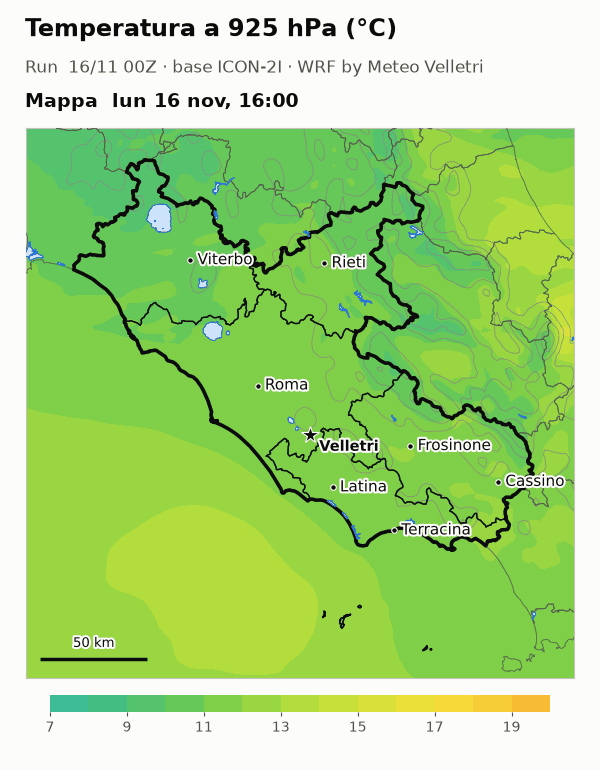 Temperatura a 925 hPa (°C)
Run  16/11 00Z · base ICON-2I · WRF by Meteo Velletri
Mappa  lun 16 nov, 16:00
Viterbo
Rieti
Roma
Velletri
Frosinone
Cassino
Latina
Terracina
50 km
7 9 11 13 15 17 19